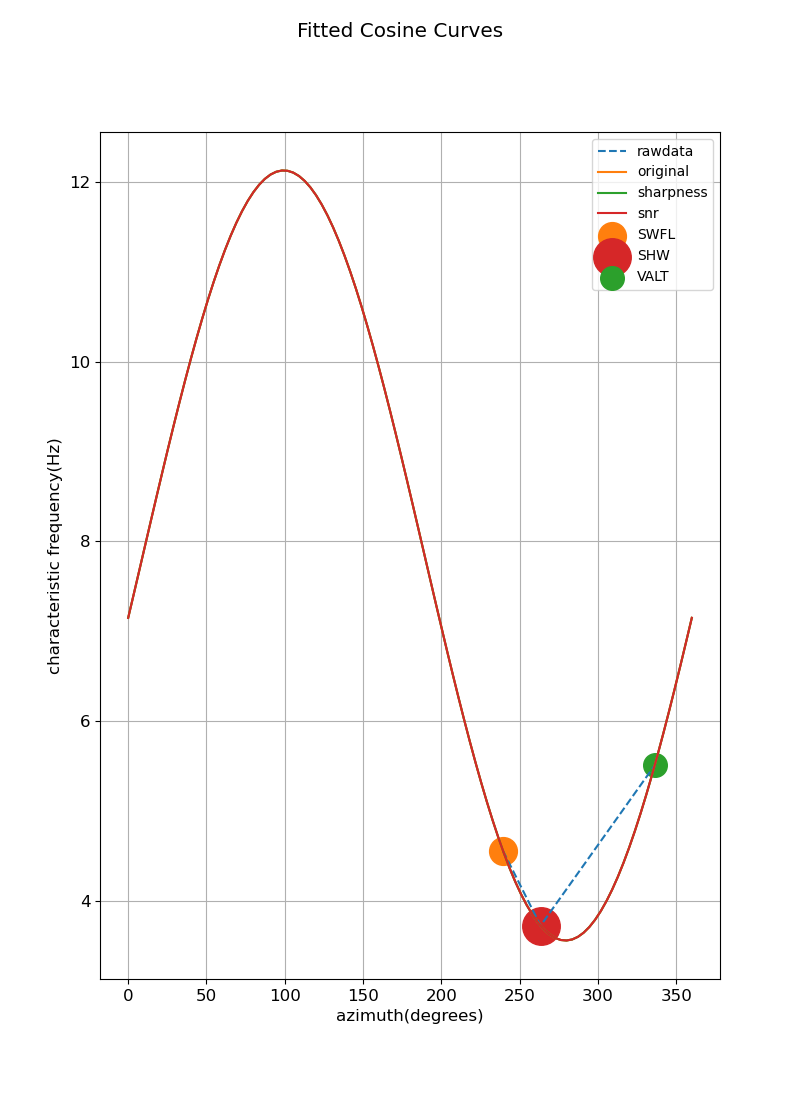 Fitted Cosine Curves
rawdata
original
sharpness
snr
SWFL
SHW
VALT
12
10
8
6
4
characteristic frequency(Hz)
0 50 100 150 200 250 300 350
azimuth(degrees)